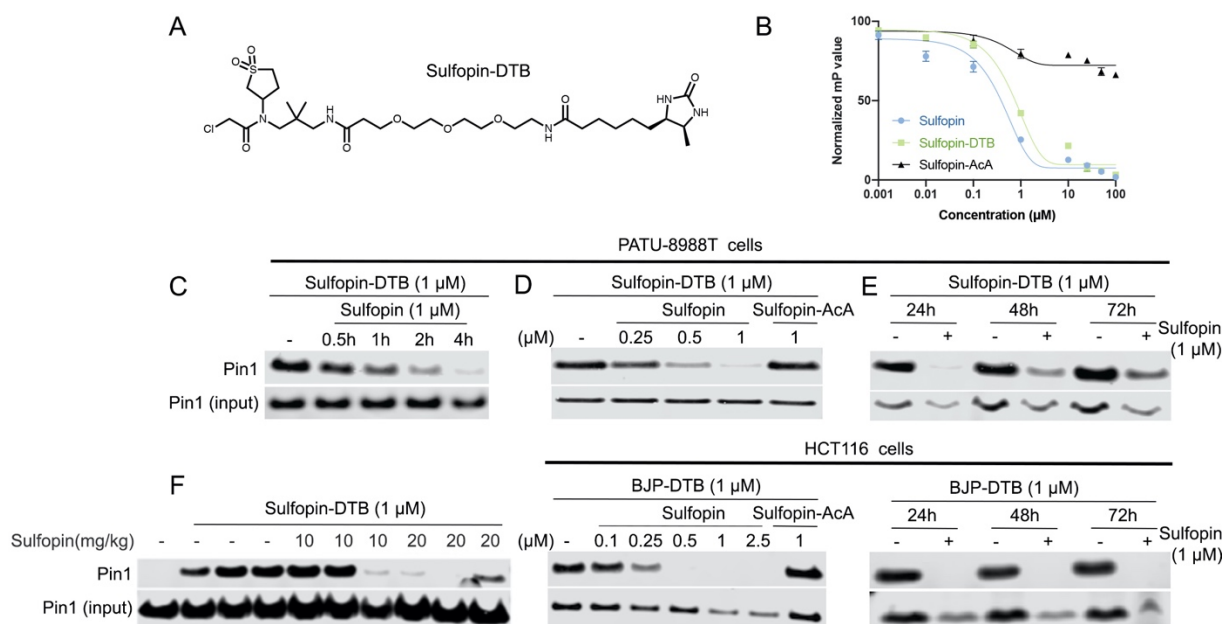 A
Sulfopin-DTB
O
O
S
Cl
N
O
H
N
O
O
O
O
N
H
O
O
HN
NH
B
Normalized mP value
100
50
0
Sulfopin
Sulfopin-DTB
Sulfopin-AcA
0.001 0.01 0.1 1 10 100
Concentration (µM)
PATU-8988T cells
C
Sulfopin-DTB (1 µM)
Sulfopin (1 µM)
- 0.5h 1h 2h 4h
Pin1
Pin1 (input)
D
Sulfopin-DTB (1 µM)
Sulfopin Sulfopin-AcA
(µM) - 0.25 0.5 1 1
E
Sulfopin-DTB (1 µM)
24h 48h 72h
- + - + - +
Sulfopin
(1 µM)
HCT116 cells
F
Sulfopin-DTB (1 µM)
Sulfopin(mg/kg) - - - - 10 10 10 20 20 20
Pin1
Pin1 (input)
BJP-DTB (1 µM)
Sulfopin Sulfopin-AcA
(µM) - 0.1 0.25 0.5 1 2.5 1
BJP-DTB (1 µM)
24h 48h 72h
- + - + - +
Sulfopin
(1 µM)